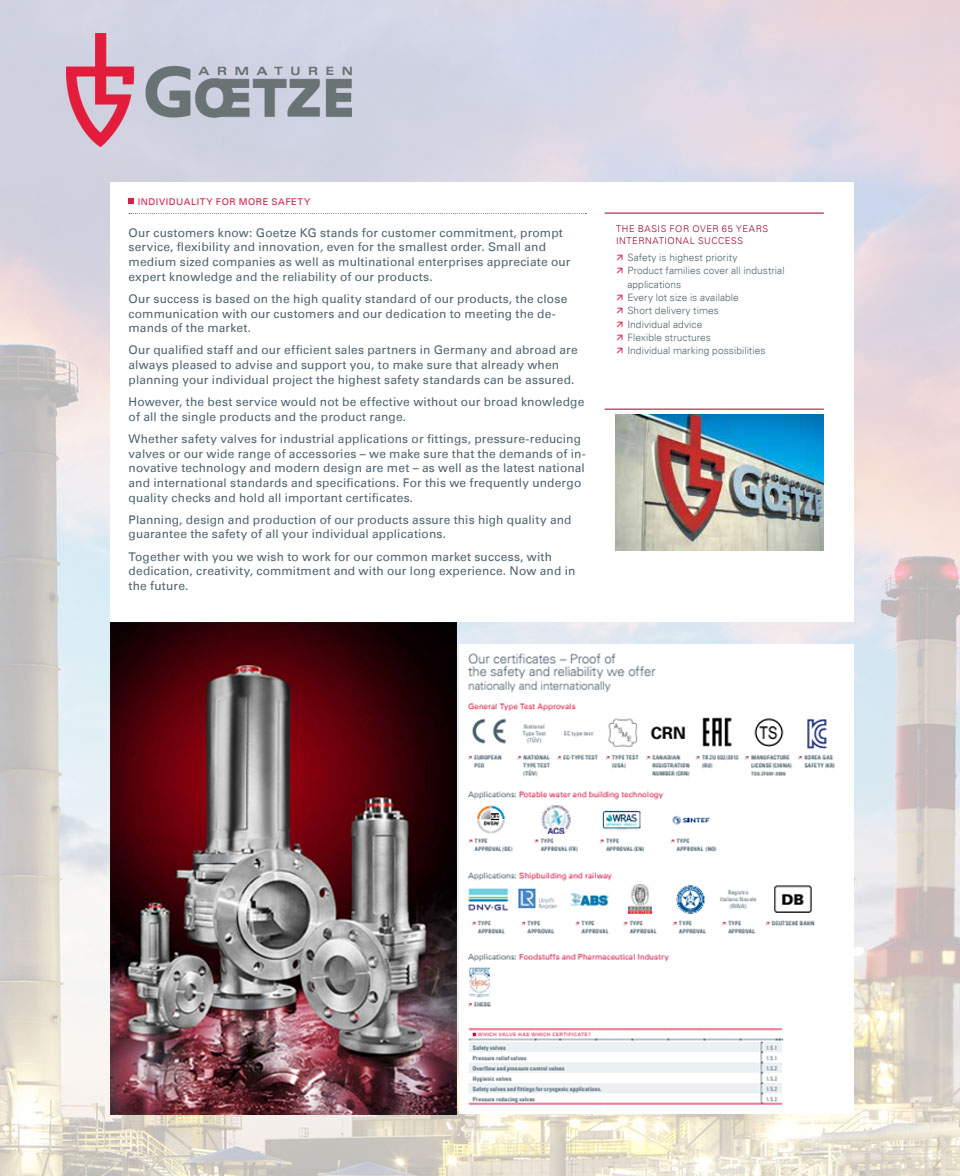 ARMATUREN
GŒTZE
INDIVIDUALITY FOR MORE SAFETY
Our customers know: Goetze KG stands for customer commitment, prompt
service, flexibility and innovation, even for the smallest order. Small and
medium sized companies as well as multinational enterprises appreciate our
expert knowledge and the reliability of our products.
Our success is based on the high quality standard of our products, the close
communication with our customers and our dedication to meeting the de-
mands of the market.
Our qualified staff and our efficient sales partners in Germany and abroad are
always pleased to advise and support you, to make sure that already when
planning your individual project the highest safety standards can be assured.
However, the best service would not be effective without our broad knowledge
of all the single products and the product range.
Whether safety valves for industrial applications or fittings, pressure-reducing
valves or our wide range of accessories – we make sure that the demands of in-
novative technology and modern design are met – as well as the latest national
and international standards and specifications. For this we frequently undergo
quality checks and hold all important certificates.
Planning, design and production of our products assure this high quality and
guarantee the safety of all your individual applications.
Together with you we wish to work for our common market success, with
dedication, creativity, commitment and with our long experience. Now and in
the future.
THE BASIS FOR OVER 65 YEARS
INTERNATIONAL SUCCESS
Safety is highest priority
Product families cover all industrial
applications
Every lot size is available
Short delivery times
Individual advice
Flexible structures
Individual marking possibilities
GŒTZE
Our certificates – Proof of
the safety and reliability we offer
nationally and internationally
General Type Test Approvals
CE
National
Type Test
(TÜV)
EC type test
ASME
CRN
EAC
TS
KC
EUROPEAN
PED
NATIONAL
TYPE TEST
(TÜV)
EC-TYPE TEST
TYPE TEST
(USA)
CANADIAN
REGISTRATION
NUMBER (CRN)
TR ZU 032/2013
(RU)
MANUFACTURE
LICENSE (CHINA)
KOREA GAS
SAFETY (KR)
Applications: Potable water and building technology
DVGW
ACS
WRAS
SINTEF
TYPE
APPROVAL (DE)
TYPE
APPROVAL (FR)
TYPE
APPROVAL (EN)
TYPE
APPROVAL (NO)
Applications: Shipbuilding and railway
DNV·GL
LR
Lloyd's
Register
ABS
Registro
Italiano Navale
(RINA)
DB
TYPE
APPROVAL
TYPE
APPROVAL
TYPE
APPROVAL
TYPE
APPROVAL
TYPE
APPROVAL
TYPE
APPROVAL
DEUTSCHE BAHN
Applications: Foodstuffs and Pharmaceutical Industry
EHEDG
EHEDG
WHICH VALVE HAS WHICH CERTIFICATE?
Safety valves 1.5.1
Pressure relief valves 1.5.1
Overflow and pressure control valves 1.5.2
Hygienic valves 1.5.2
Safety valves and fittings for cryogenic applications. 1.5.2
Pressure reducing valves 1.5.2